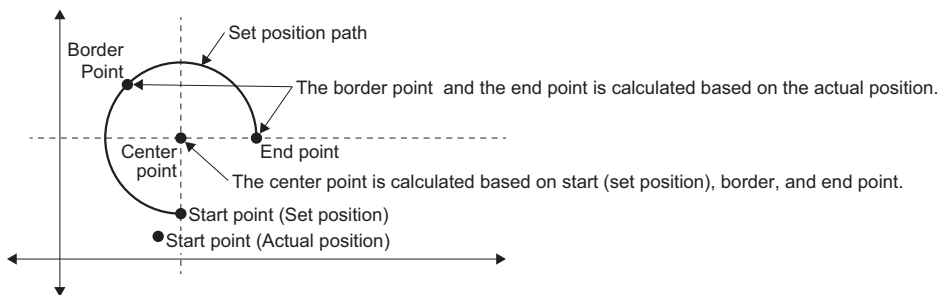 Set position path
Border
Point
The border point and the end point is calculated based on the actual position.
Center
point
End point
The center point is calculated based on start (set position), border, and end point.
Start point (Set position)
Start point (Actual position)